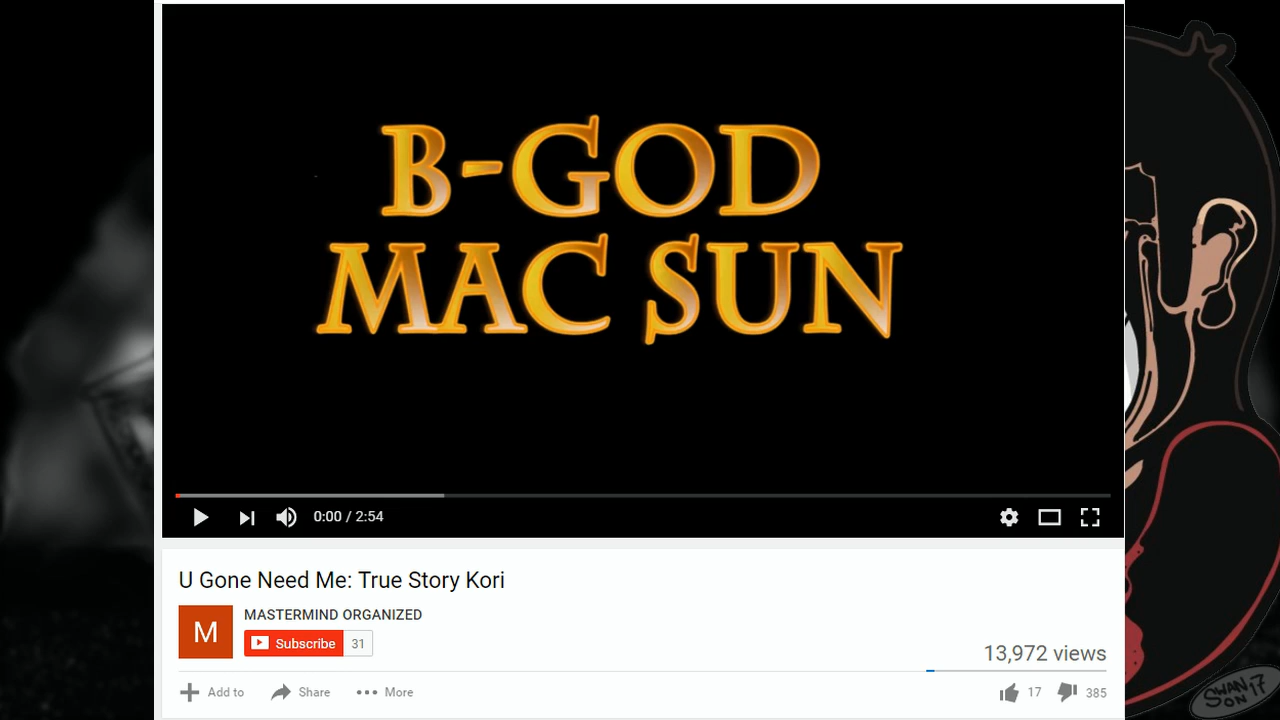 B-GOD
MAC SUN
0:00 / 2:54
U Gone Need Me: True Story Kori
M
MASTERMIND ORGANIZED
Subscribe 31
13,972 views
Add to Share More
17 385
SWAN
SON 17